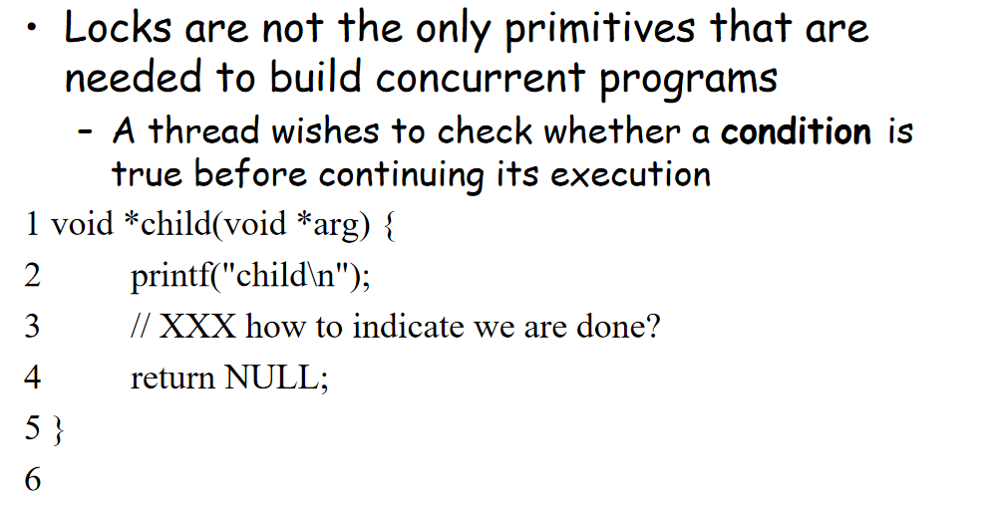 • Locks are not the only primitives that are
needed to build concurrent programs
– A thread wishes to check whether a condition is
true before continuing its execution
1 void *child(void *arg) {
2 printf("child\n");
3 // XXX how to indicate we are done?
4 return NULL;
5 }
6